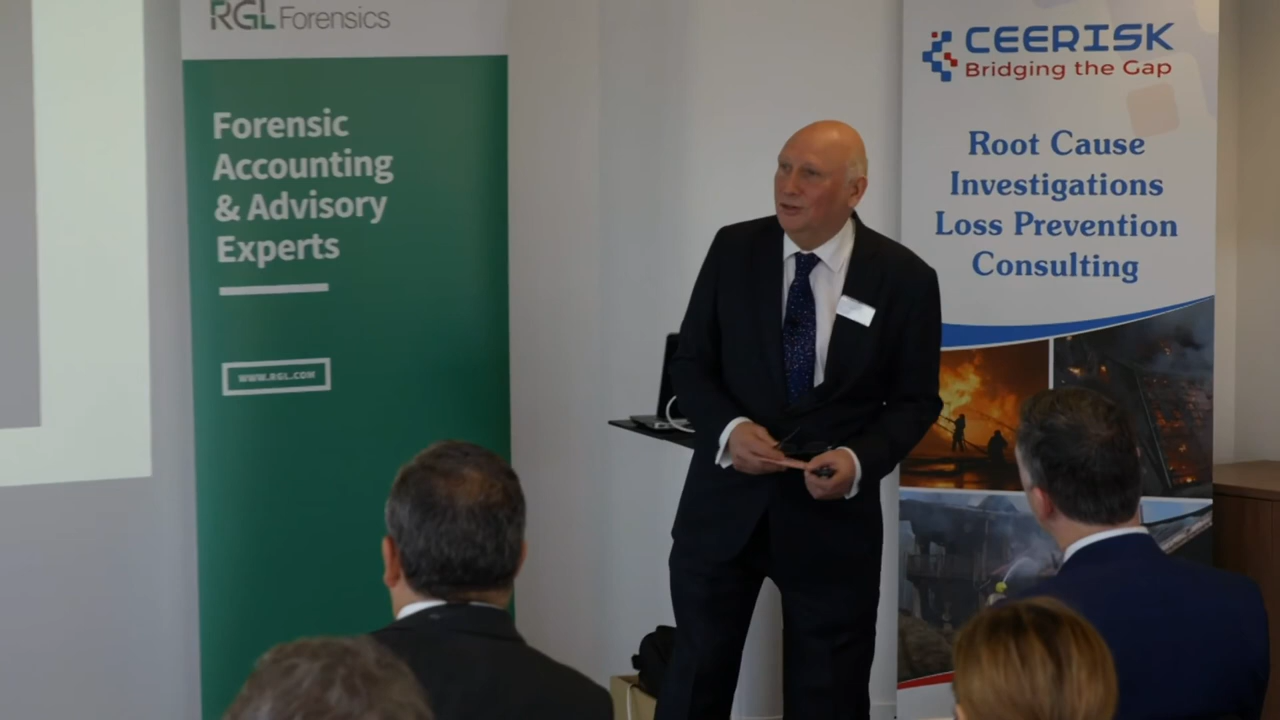 RGL Forensics
Forensic
Accounting
& Advisory
Experts
WWW.RGL.COM
CEERISK
Bridging the Gap
Root Cause
Investigations
Loss Prevention
Consulting